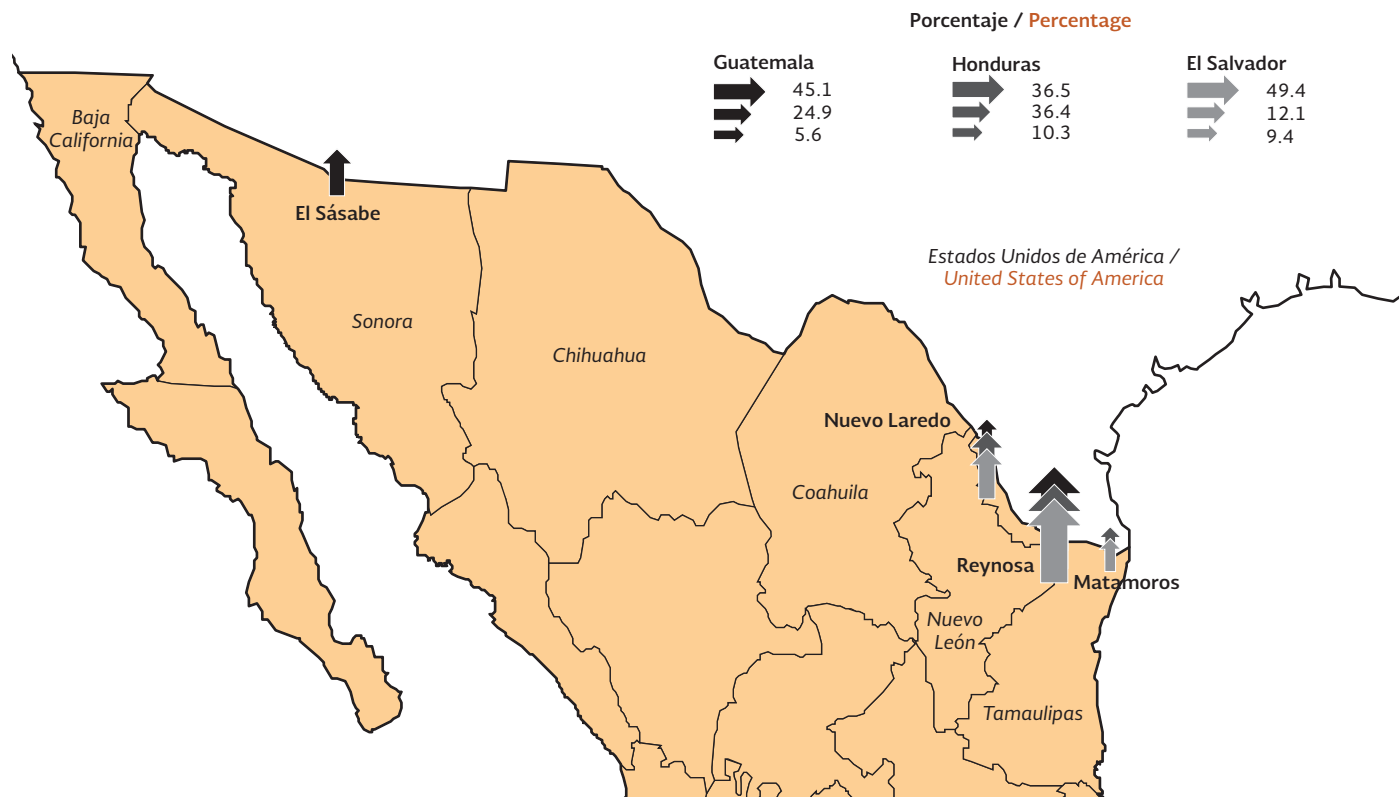 Porcentaje / Percentage
Guatemala
45.1
24.9
5.6
Honduras
36.5
36.4
10.3
El Salvador
49.4
12.1
9.4
Baja
California
El Sásabe
Sonora
Chihuahua
Estados Unidos de América /
United States of America
Nuevo Laredo
Coahuila
Reynosa
Matamoros
Nuevo
León
Tamaulipas